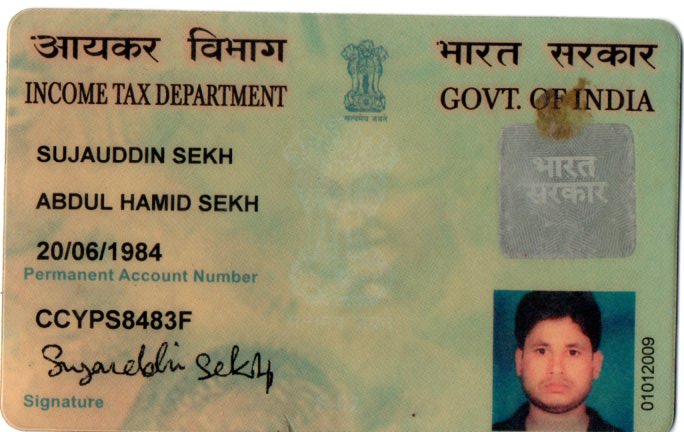 आयकर विभाग
INCOME TAX DEPARTMENT
सत्यमेव जयते
भारत सरकार
GOVT. OF INDIA
SUJAUDDIN SEKH
ABDUL HAMID SEKH
20/06/1984
Permanent Account Number
CCYPS8483F
Sujauddin Sekh
Signature
भारत
सरकार
01012009